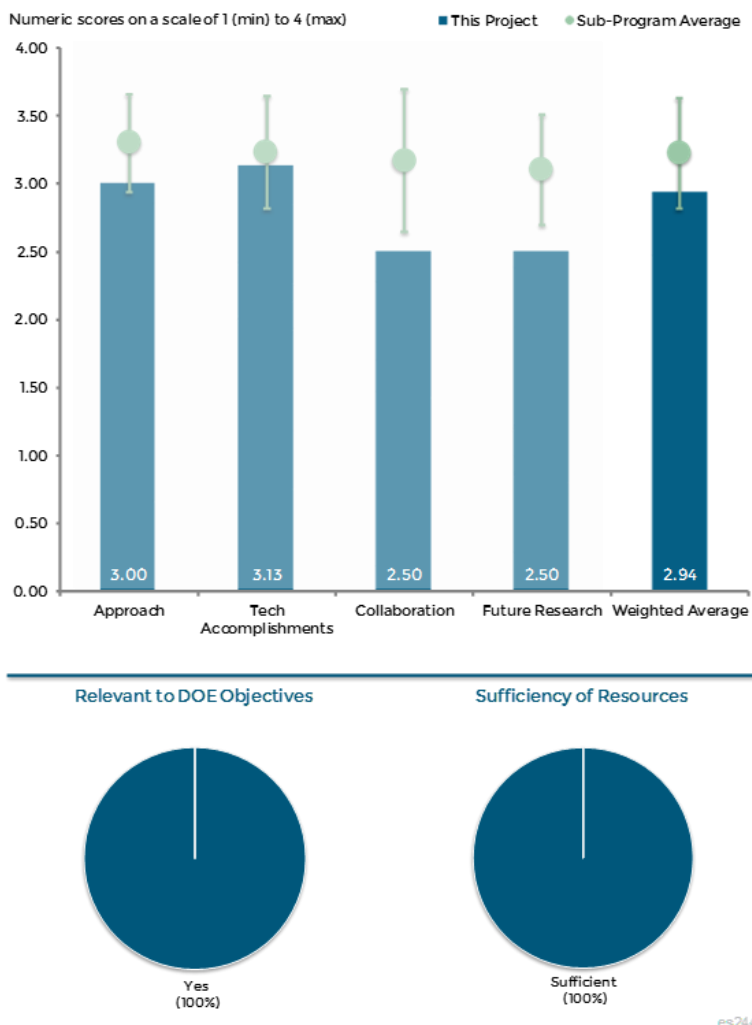 Numeric scores on a scale of 1 (min) to 4 (max)
This Project
Sub-Program Average
4.00
3.50
3.00
2.50
2.00
1.50
1.00
0.50
0.00
3.00
3.13
2.50
2.50
2.94
Approach
Tech
Accomplishments
Collaboration
Future Research
Weighted Average
Relevant to DOE Objectives
Sufficiency of Resources
Yes
(100%)
Sufficient
(100%)